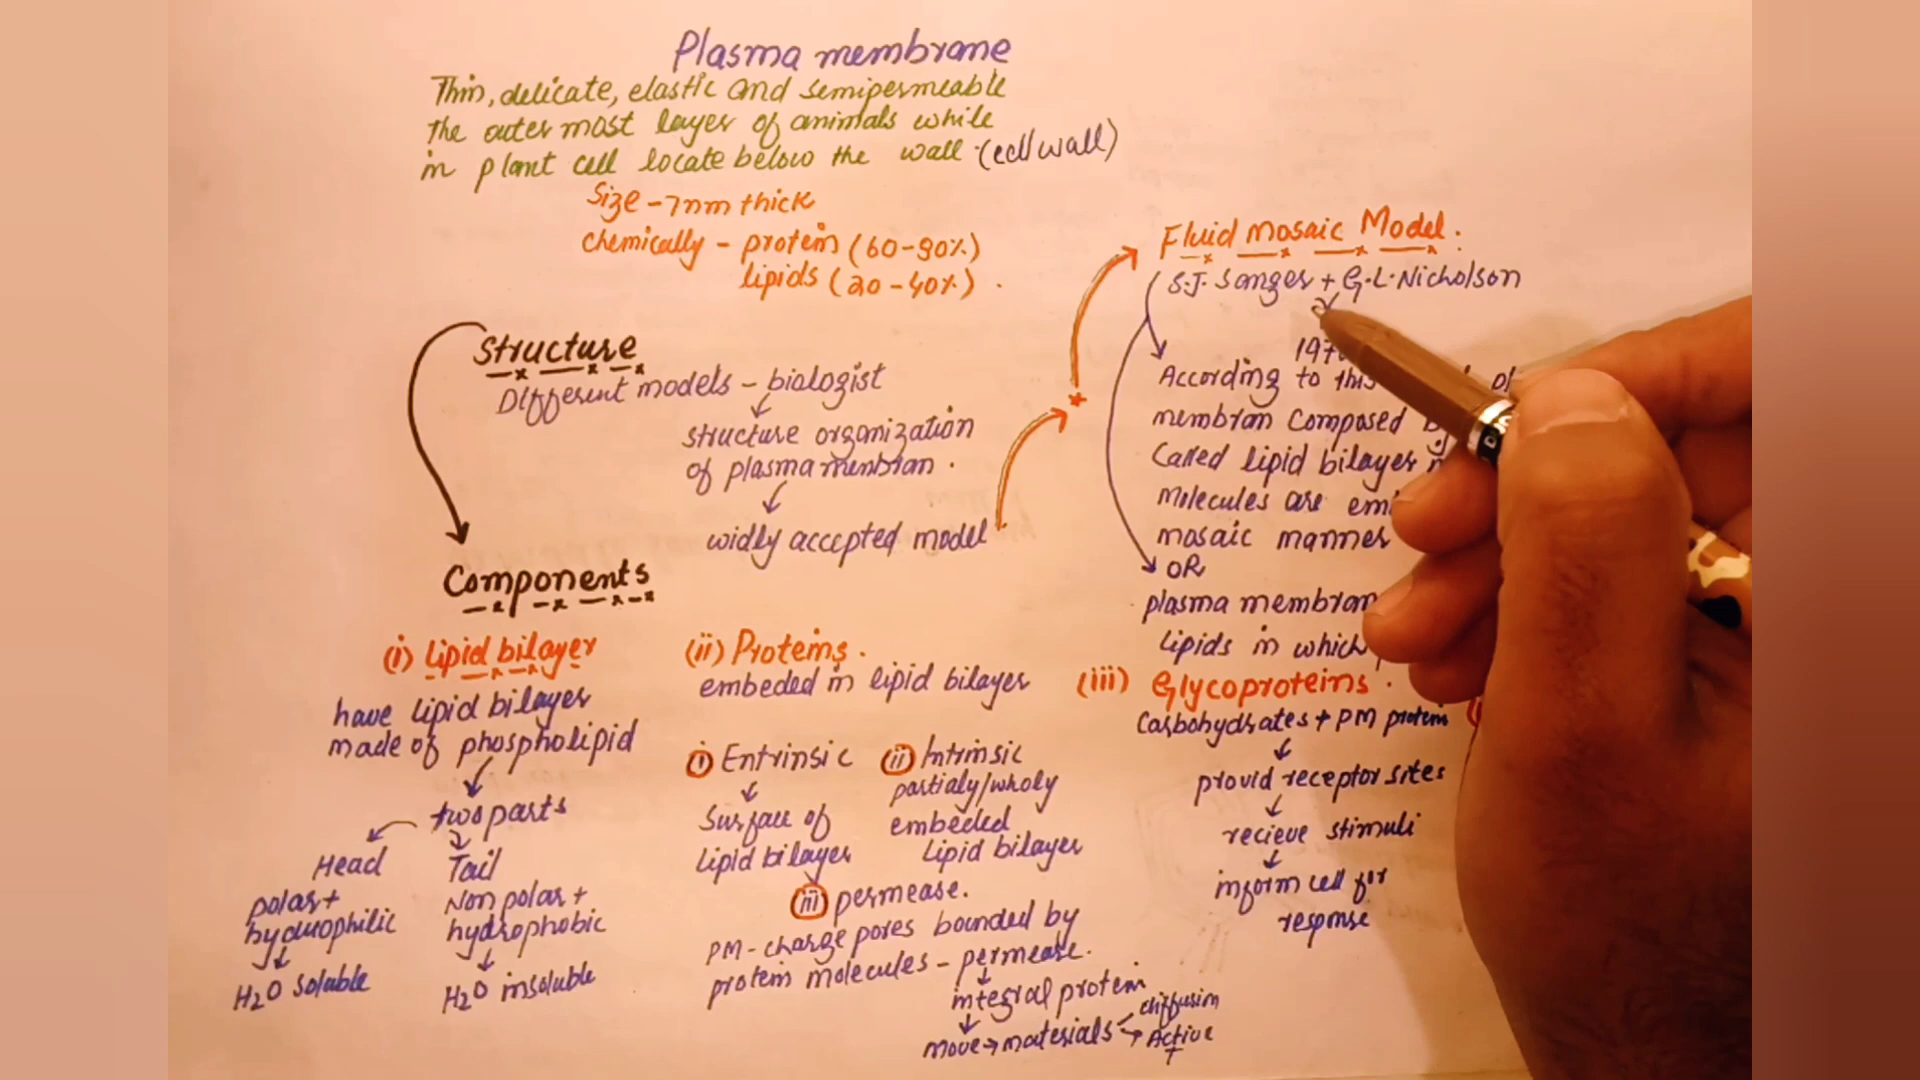 Plasma membrane
Thin, delicate, elastic and semipermeable
The outer most layer of animals while
in plant cell locate below the wall (cell wall)
Size - 7nm thick
chemically - protein (60-90%)
lipids (20-40%) .
Structure
Different models - biologist
structure organization
of plasma menbran .
widly accepted model
Fluid mosaic Model .
S.J. Sanger + G.L. Nicholson
According to this
membran composed
Called lipid bilayer
molecules are
mosaic manner
OR
plasma membran
lipids in which
Components
(i) Lipid bilayer
have lipid bilayer
made of phospholipid
two parts
Head
polar +
H2O soluble
Tail
Non polar +
hydrophobic
H2O insoluble
(ii) Proteins .
embeded in lipid bilayer
(i) Entrinsic
Surface of
lipid bilayer
(ii) Intrinsic
partialy/wholy
embeded
Lipid bilayer
(iii) permease .
PM - charge pores bounded by
protein molecules - permease .
integral protein
move → materials
diffusion
Active
T
(iii) Glycoproteins .
Carbohydrates + PM protein
provid receptor sites
recieve stimuli
inform cell for
response